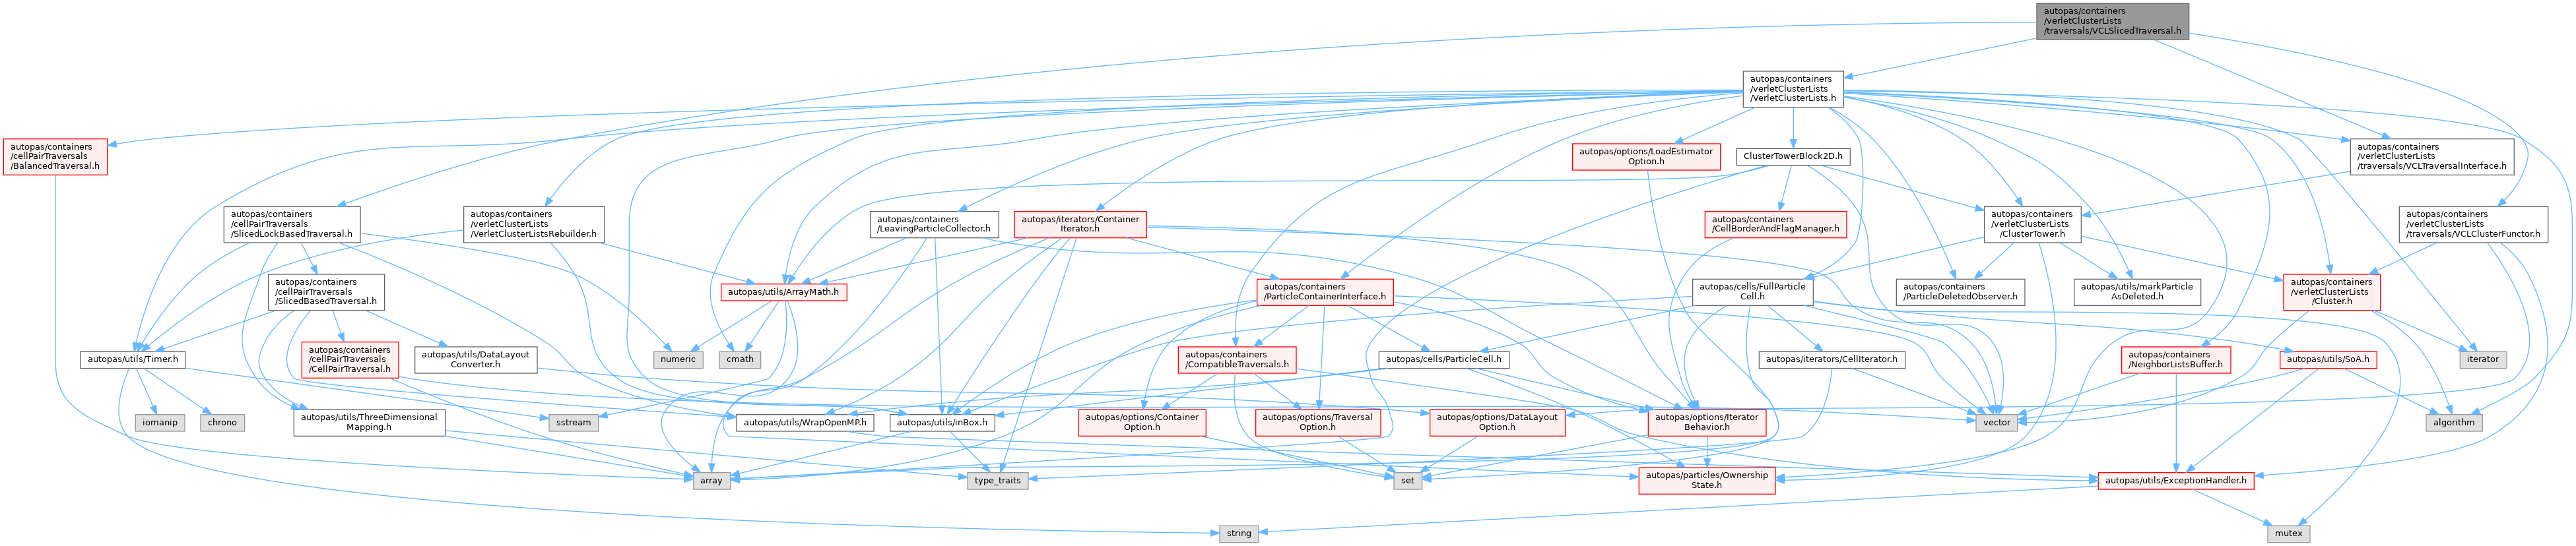 autopas/containers
/verletClusterLists
/traversals/VCLSlicedTraversal.h
autopas/containers
/verletClusterLists
/VerletClusterLists.h
autopas/containers
/cellPairTraversals
/BalancedTraversal.h
autopas/options/LoadEstimator
Option.h
ClusterTowerBlock2D.h
autopas/containers
/verletClusterLists
/traversals/VCLTraversalInterface.h
autopas/containers
/cellPairTraversals
/SlicedLockBasedTraversal.h
autopas/containers
/verletClusterLists
/VerletClusterListsRebuilder.h
autopas/containers
/LeavingParticleCollector.h
autopas/iterators/Container
Iterator.h
autopas/containers
/CellBorderAndFlagManager.h
autopas/containers
/verletClusterLists
/ClusterTower.h
autopas/containers
/verletClusterLists
/traversals/VCLClusterFunctor.h
autopas/containers
/cellPairTraversals
/SlicedBasedTraversal.h
autopas/utils/ArrayMath.h
autopas/containers
/ParticleContainerInterface.h
autopas/cells/FullParticle
Cell.h
autopas/containers
/ParticleDeletedObserver.h
autopas/utils/markParticle
AsDeleted.h
autopas/containers
/verletClusterLists
/Cluster.h
autopas/utils/Timer.h
autopas/containers
/cellPairTraversals
/CellPairTraversal.h
autopas/utils/DataLayout
Converter.h
numeric
cmath
autopas/containers
/CompatibleTraversals.h
autopas/cells/ParticleCell.h
autopas/iterators/CellIterator.h
autopas/containers
/NeighborListsBuffer.h
autopas/utils/SoA.h
iterator
iomanip
chrono
autopas/utils/ThreeDimensional
Mapping.h
sstream
autopas/utils/WrapOpenMP.h
autopas/utils/inBox.h
autopas/options/Container
Option.h
autopas/options/Traversal
Option.h
autopas/options/DataLayout
Option.h
autopas/options/Iterator
Behavior.h
vector
algorithm
array
type_traits
set
autopas/particles/Ownership
State.h
autopas/utils/ExceptionHandler.h
string
mutex